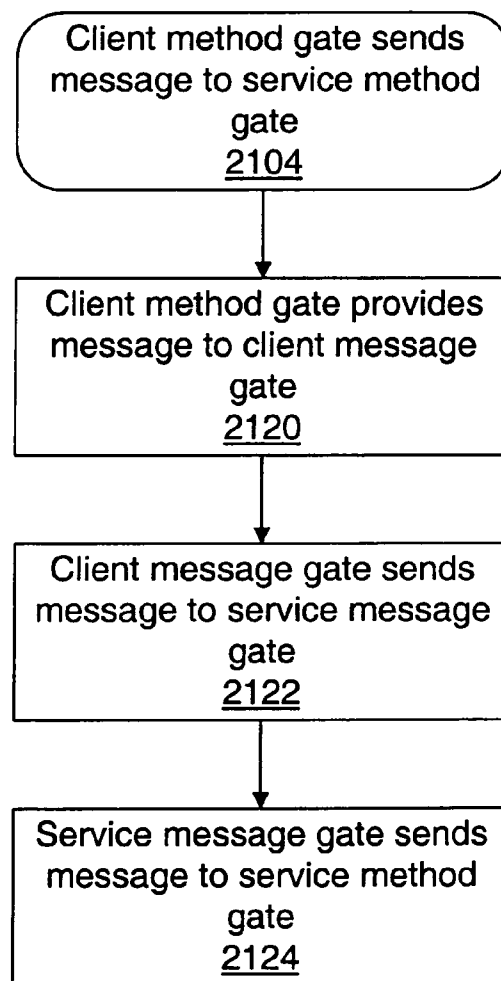 Client method gate sends
message to service method
gate
2104
Client method gate provides
message to client message
gate
2120
Client message gate sends
message to service message
gate
2122
Service message gate sends
message to service method
gate
2124